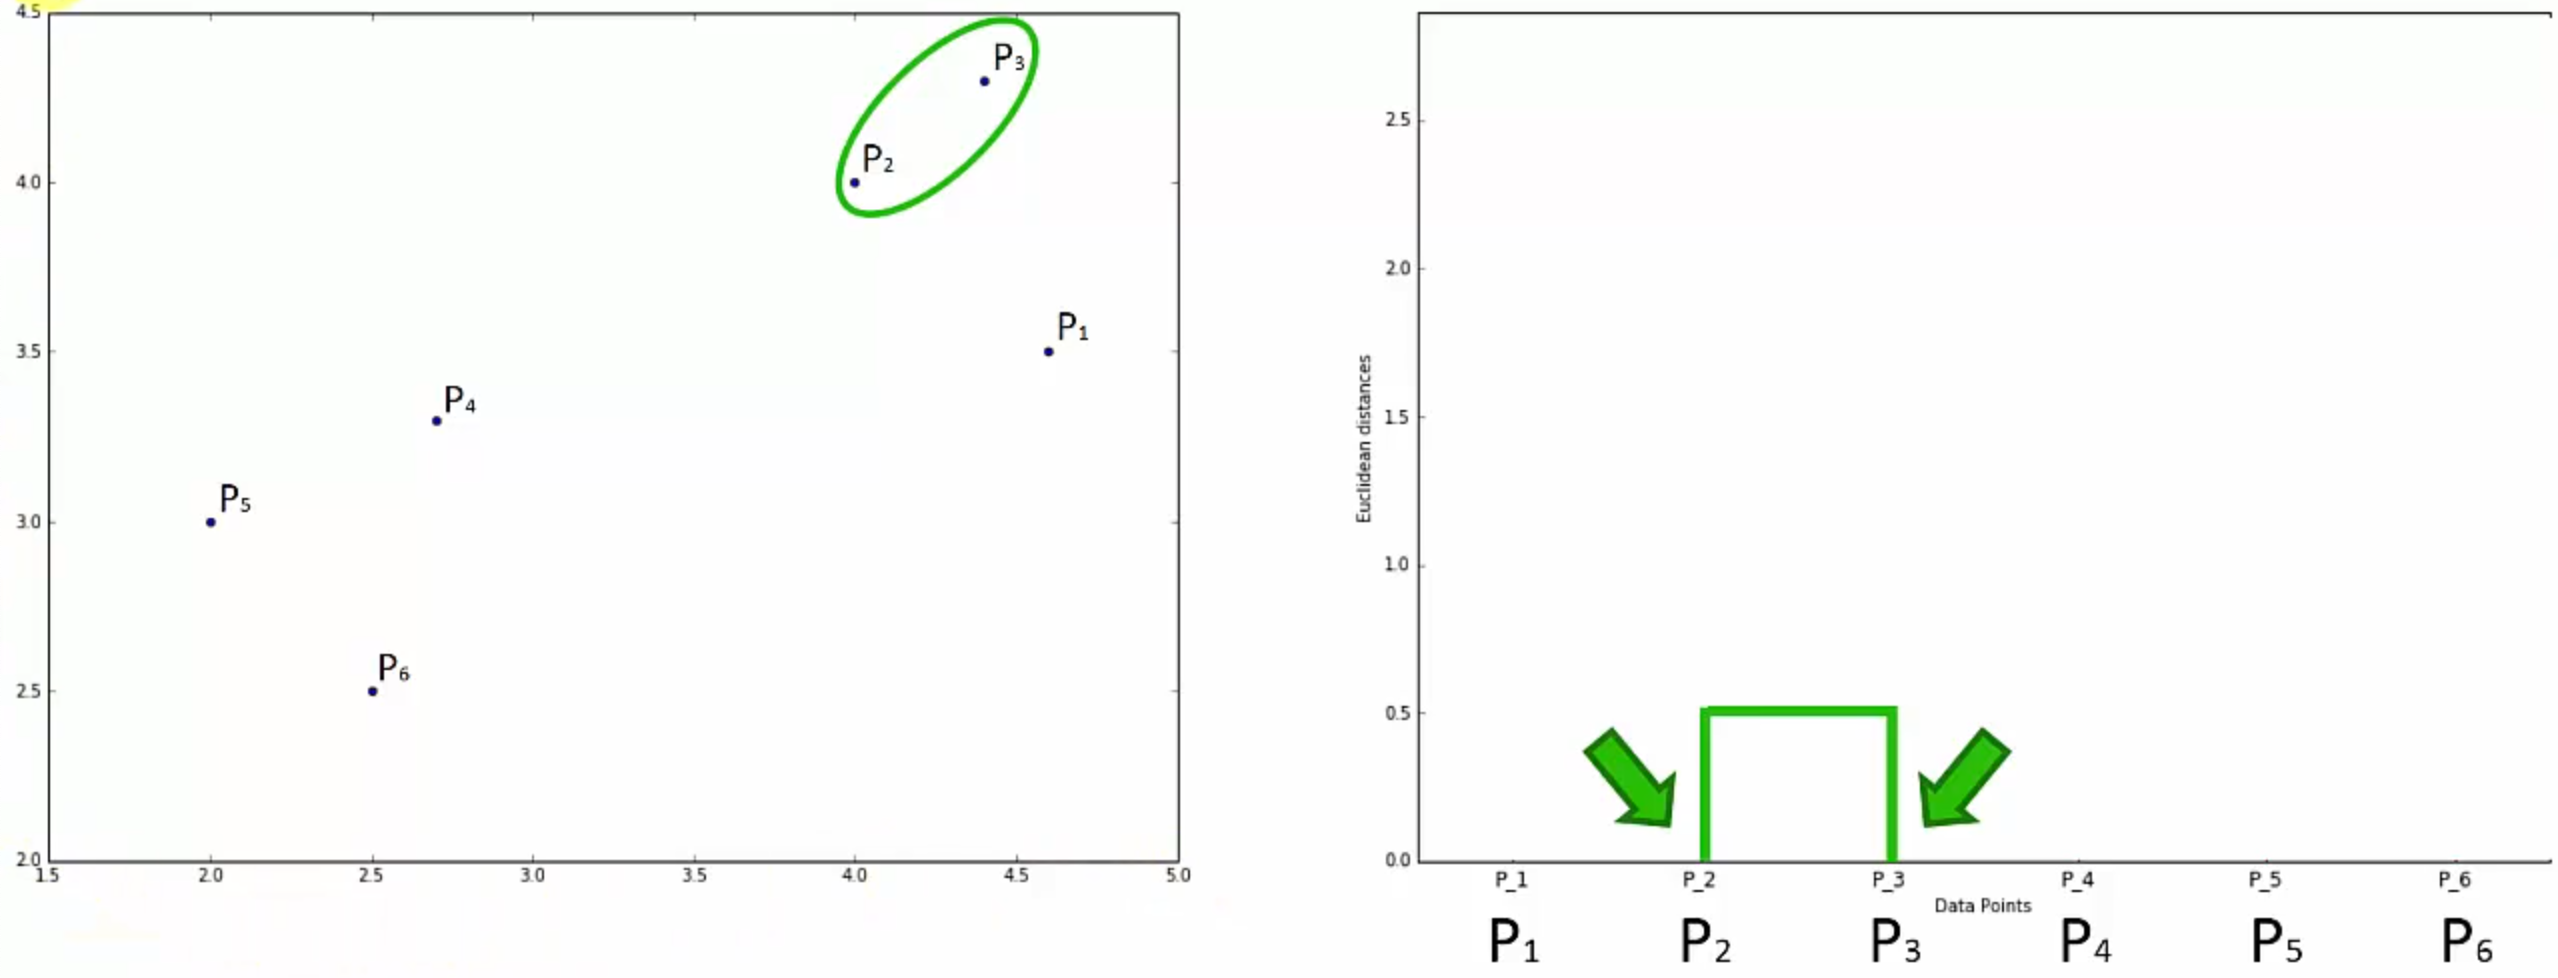 4.5
P₃
P₂
4.0
P₁
3.5
P₄
P₅
3.0
P₆
2.5
2.0
1.5 2.0 2.5 3.0 3.5 4.0 4.5 5.0
2.5
2.0
Euclidean distances
1.5
1.0
0.5
0.0
P_1 P_2 P_3 P_4 P_5 P_6
Data Points
P₁ P₂ P₃ P₄ P₅ P₆